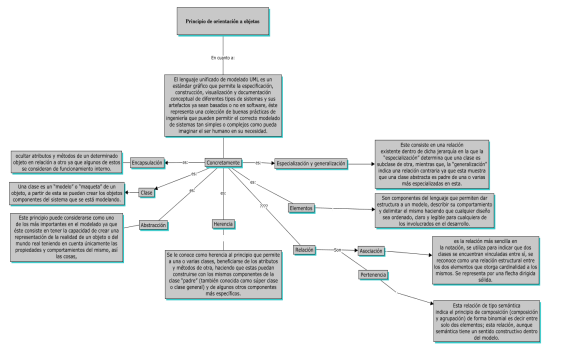 Principio de orientación a objetos
En cuanto a:
El lenguaje unificado de modelado UML, es un
estándar gráfico que permite la especificación,
construcción, visualización y documentación
conceptual de diferentes tipos de sistemas y sus
artefactos ya sean basados o no en software, éste
representa una colección de buenas prácticas de
ingeniería que pueden permitir el correcto modelado
de sistemas tan simples o complejos como pueda
imaginar el ser humano en su necesidad.
ocultar atributos y métodos de un determinado
objeto en relación a otro ya que algunos de estos
se consideran de funcionamiento interno.
Encapsulación
es:
Concretamente
es:
Especialización y generalización
Este consiste en una relación
existente dentro de dicha jerarquía en la que la
"especialización" determina que una clase es
subclase de otra, mientras que, la "generalización"
indica una relación contraria ya que esta muestra
que una clase abstracta es padre de una o varias
más especializadas en esta.
Una clase es un "modelo" o "maqueta" de un
objeto, a partir de esta se pueden crear los objetos
componentes del sistema que se está modelando.
Clase
es:
es:
Elementos
Son componentes del lenguaje que permiten dar
estructura a un modelo, describir su comportamiento
y delimitar al mismo haciendo que cualquier diseño
sea ordenado, claro y legible para cualquiera de
los involucrados en el desarrollo.
Este principio puede considerarse como uno
de los más importantes en el modelado ya que
éste consiste en tener la capacidad de crear una
representación de la realidad de un objeto o del
mundo real teniendo en cuenta únicamente las
propiedades y comportamientos del mismo, así
las cosas,
Abstracción
es:
es:
Herencia
????
Relación
Son
Asociación
es la relación más sencilla en
la notación, se utiliza para indicar que dos
clases se encuentran vinculadas entre sí, se
reconoce como una relación estructural entre
los dos elementos que otorga cardinalidad a los
mismos. Se representa por una flecha dirigida
sólida.
Se le conoce como herencia al principio que permite
a una o varias clases, beneficiarse de los atributos
y métodos de otra, haciendo que estas puedan
construirse con los mismos componentes de la
clase "padre" (también conocida como súper clase
o clase general) y de algunos otros componentes
más específicos.
Pertenencia
Esta relación de tipo semántica
indica el principio de composición (composición
y agrupación) de forma binomial es decir entre
solo dos elementos; esta relación, aunque
semántica tiene un sentido constructivo dentro
del modelo.